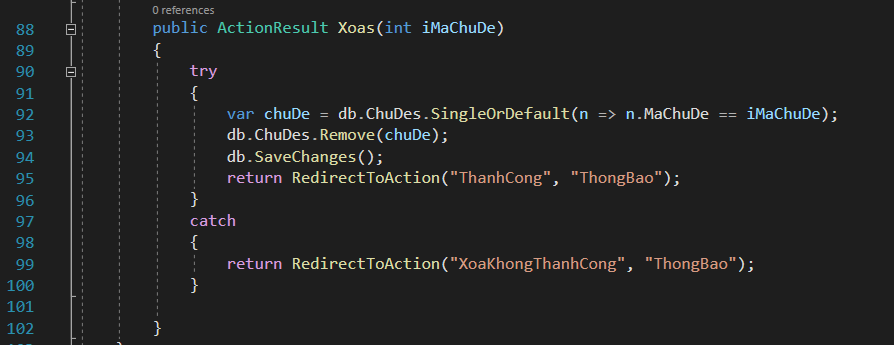 0 references
88 public ActionResult Xoas(int iMaChuDe)
89 {
90 try
91 {
92 var chuDe = db.ChuDes.SingleOrDefault(n => n.MaChuDe == iMaChuDe);
93 db.ChuDes.Remove(chuDe);
94 db.SaveChanges();
95 return RedirectToAction("ThanhCong", "ThongBao");
96 }
97 catch
98 {
99 return RedirectToAction("XoaKhongThanhCong", "ThongBao");
100 }
101
102 }